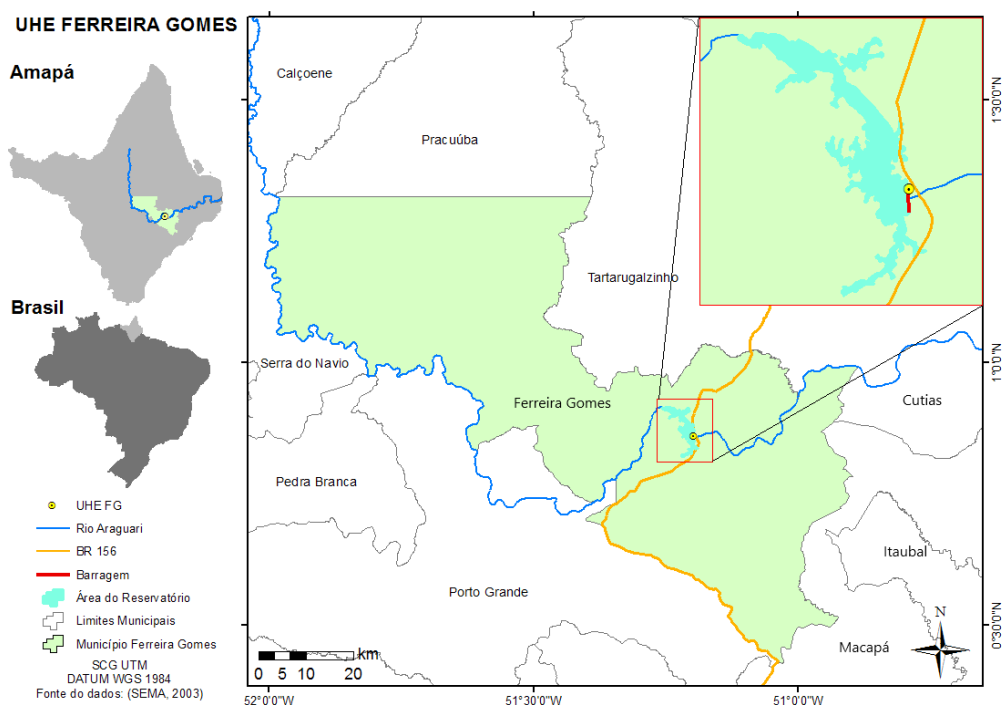 UHE FERREIRA GOMES
Amapá
Brasil
UHE FG
Rio Araguari
BR 156
Barragem
Área do Reservatório
Limites Municipais
Município Ferreira Gomes
SCG UTM
DATUM WGS 1984
Fonte do dados: (SEMA, 2003)
Calçoene
Pracuúba
Tartarugalzinho
Serra do Navio
Ferreira Gomes
Cutias
Pedra Branca
Itaubal
Porto Grande
Macapá
N
km
0 5 10 20
52°0'0"W
51°30'0"W
51°0'0"W
1°30'0"N
1°0'0"N
0°30'0"N